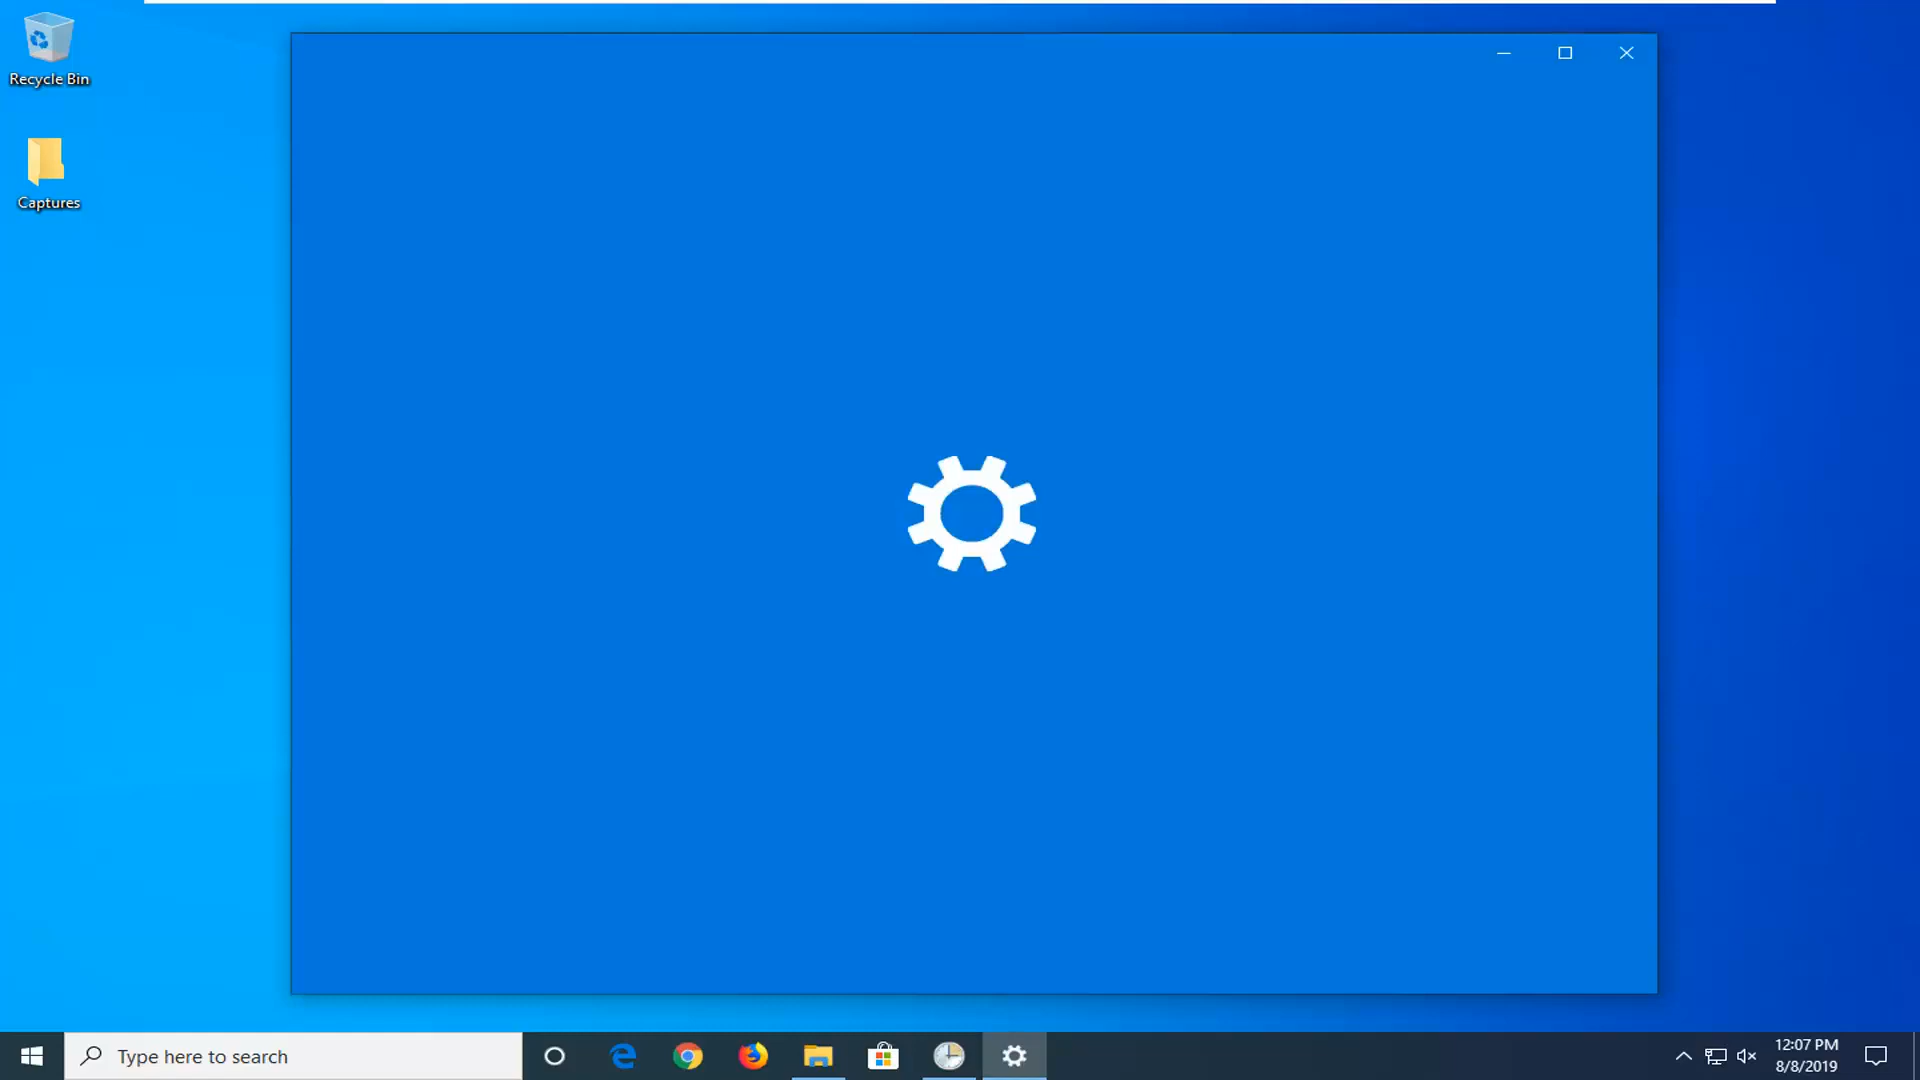 Recycle Bin
Captures
Type here to search
12:07 PM
8/8/2019